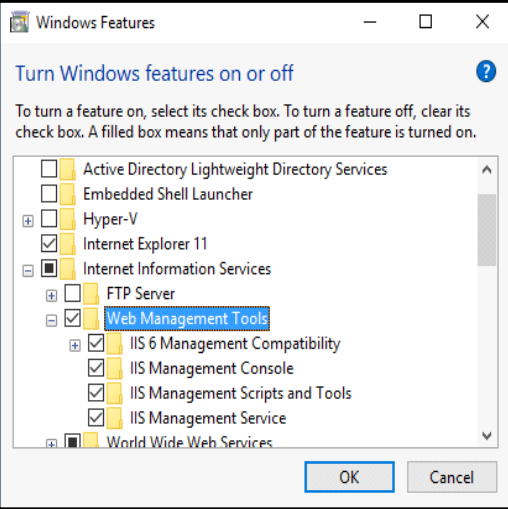 Windows Features
Turn Windows features on or off
?
To turn a feature on, select its check box. To turn a feature off, clear its
check box. A filled box means that only part of the feature is turned on.
Active Directory Lightweight Directory Services
Embedded Shell Launcher
Hyper-V
Internet Explorer 11
Internet Information Services
FTP Server
Web Management Tools
IIS 6 Management Compatibility
IIS Management Console
IIS Management Scripts and Tools
IIS Management Service
World Wide Web Services
OK
Cancel